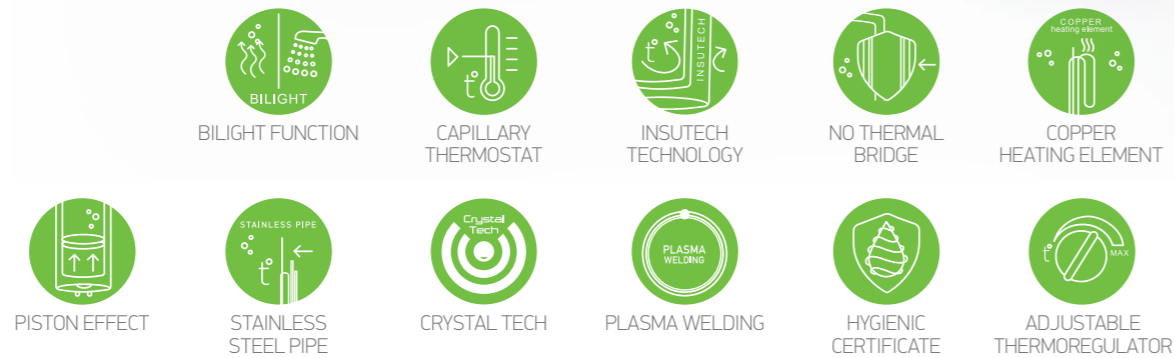 BILIGHT
BILIGHT FUNCTION
t°
CAPILLARY
THERMOSTAT
t°
INSUTECH
INSUTECH
TECHNOLOGY
NO THERMAL
BRIDGE
COPPER
heating element
COPPER
HEATING ELEMENT
PISTON EFFECT
STAINLESS PIPE
t°
STAINLESS
STEEL PIPE
Crystal
Tech
CRYSTAL TECH
PLASMA
WELDING
PLASMA WELDING
HYGIENIC
CERTIFICATE
t°
MAX
ADJUSTABLE
THERMOREGULATOR